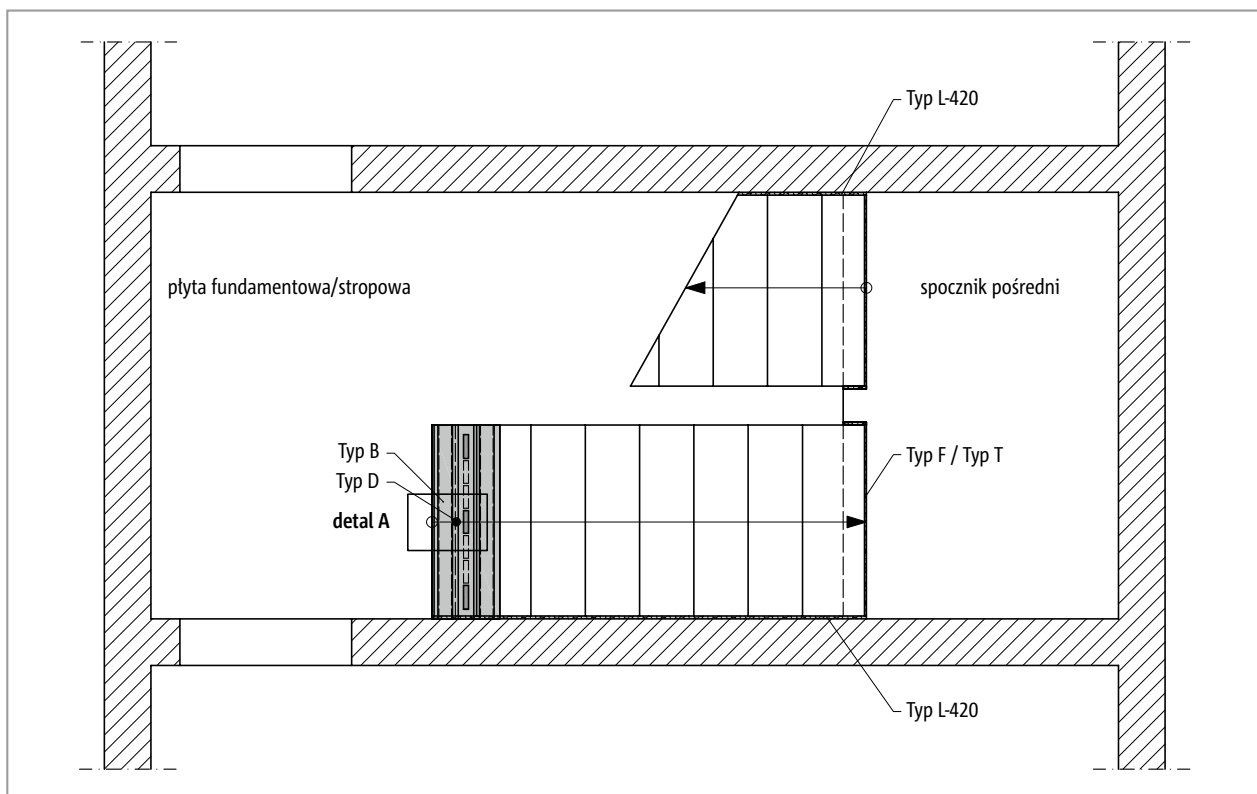 Typ L-420
płyta fundamentowa/stropowa
spocznik pośredni
Typ B
Typ F / Typ T
Typ D
detal A
Typ L-420